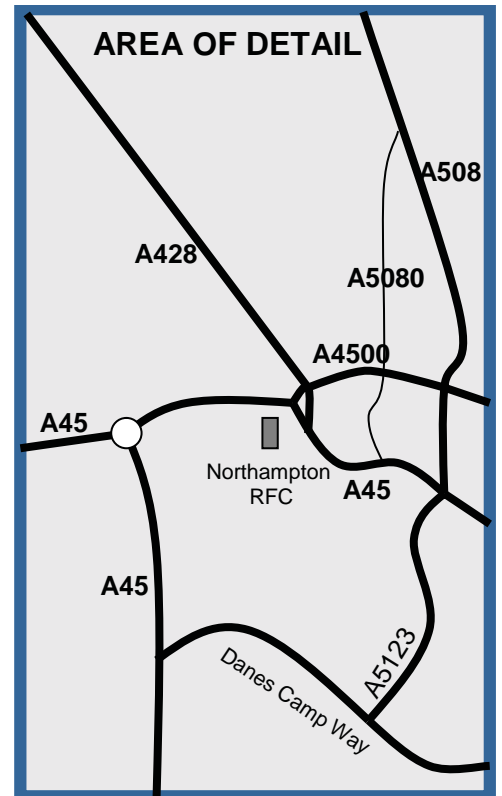 AREA OF DETAIL
A508
A428
A5080
A4500
A45
Northampton
RFC
A45
A45
A5123
Danes Camp Way